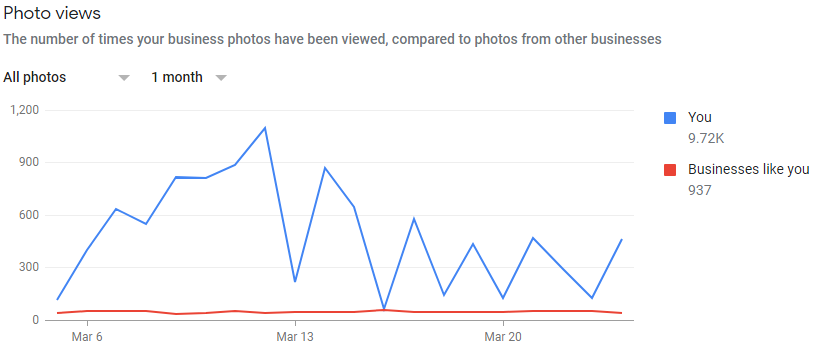 Photo views
The number of times your business photos have been viewed, compared to photos from other businesses
All photos 1 month
1,200
900
600
300
0
Mar 6 Mar 13 Mar 20
You
9.72K
Businesses like you
937